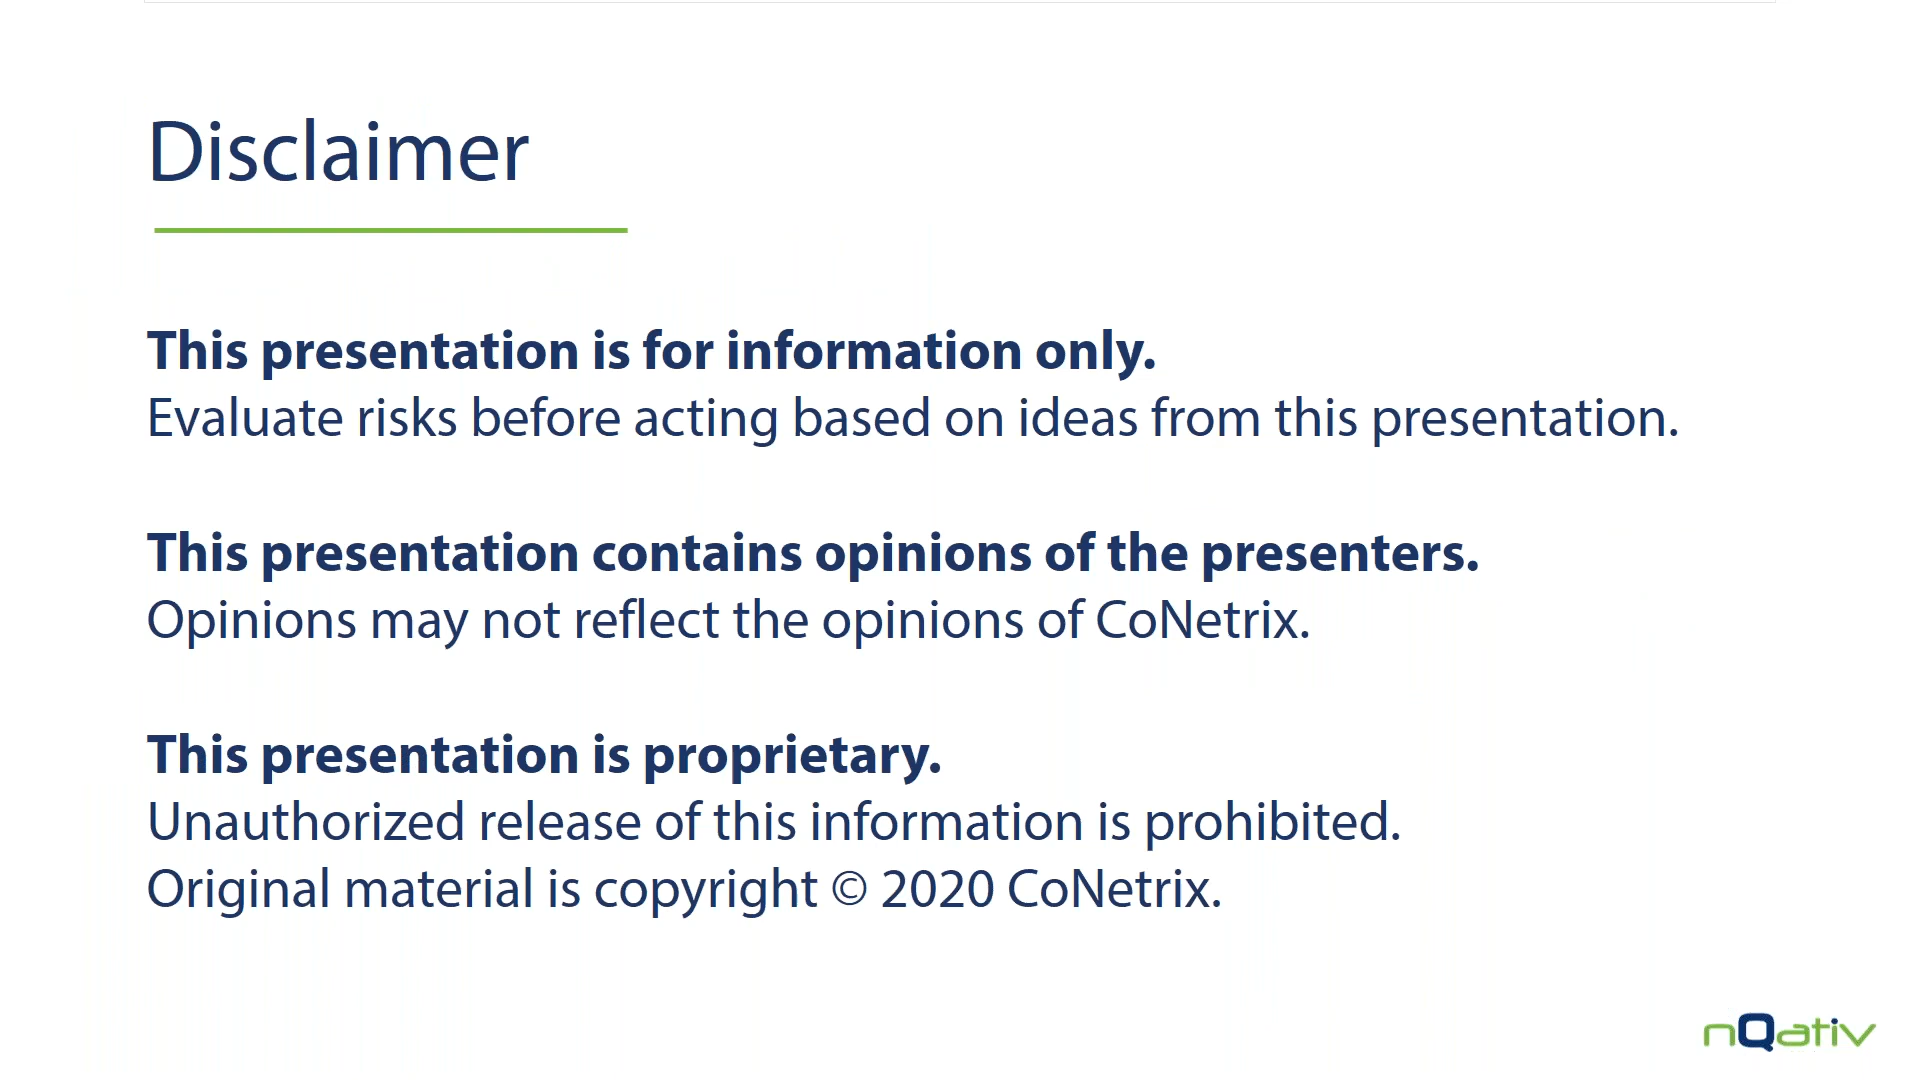 Disclaimer
This presentation is for information only.
Evaluate risks before acting based on ideas from this presentation.
This presentation contains opinions of the presenters.
Opinions may not reflect the opinions of CoNetrix.
This presentation is proprietary.
Unauthorized release of this information is prohibited.
Original material is copyright © 2020 CoNetrix.
nQativ